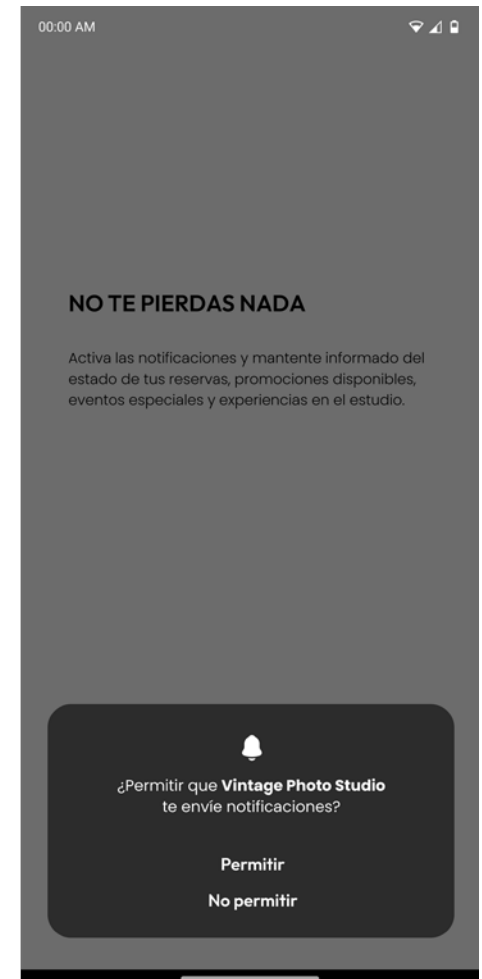 00:00 AM
NO TE PIERDAS NADA
Activa las notificaciones y mantente informado del
estado de tus reservas, promociones disponibles,
eventos especiales y experiencias en el estudio.
¿Permitir que Vintage Photo Studio
te envíe notificaciones?
Permitir
No permitir